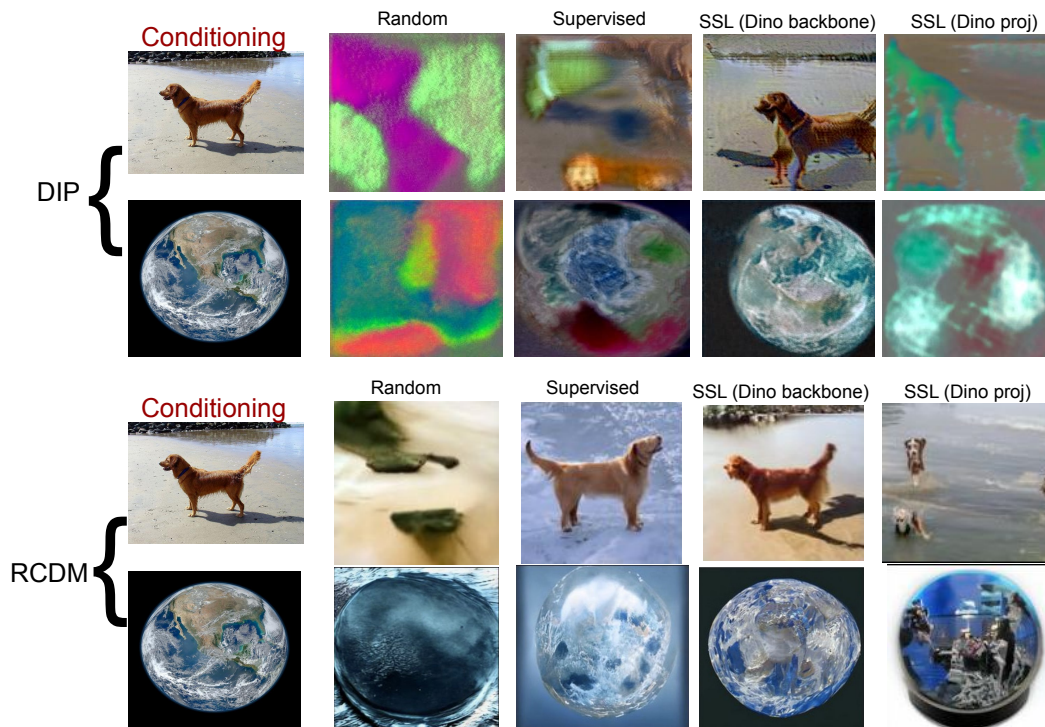 Conditioning
Random
Supervised
SSL (Dino backbone)
SSL (Dino proj)
DIP
Conditioning
Random
Supervised
SSL (Dino backbone)
SSL (Dino proj)
RCDM